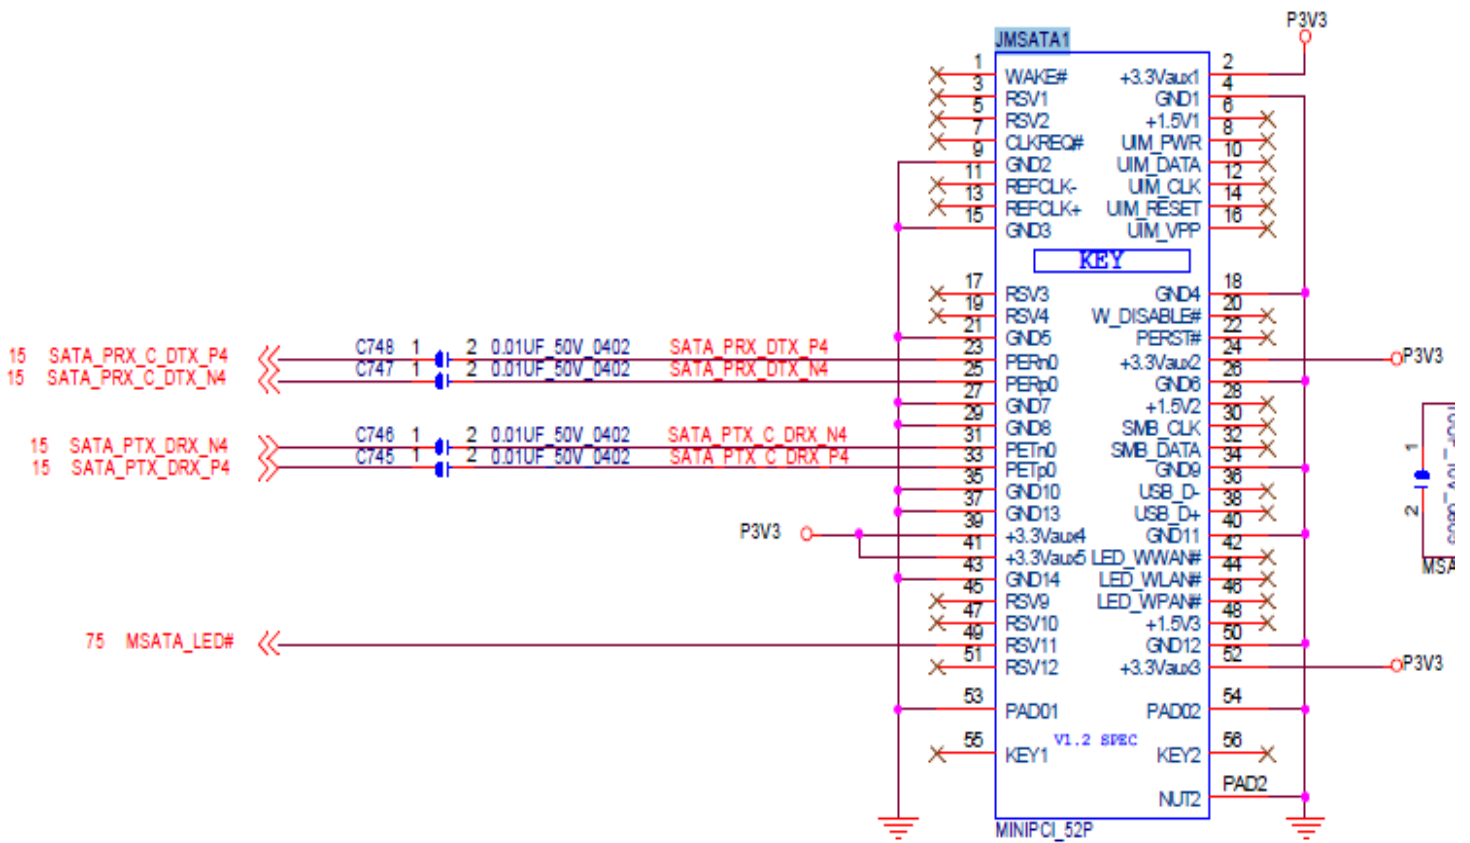 P3V3
JMSATA1
1 WAKE# +3.3Vaux1 2
3 RSV1 GND1 4
5 RSV2 +1.5V1 6
7 CLKREQ# UIM_PWR 8
9 GND2 UIM_DATA 10
11 REFCLK- UIM_CLK 12
13 REFCLK+ UIM_RESET 14
15 GND3 UIM_VPP 16
KEY
17 RSV3 GND4 18
19 RSV4 W_DISABLE# 20
21 GND5 PERST# 22
15 SATA_PRX_C_DTX_P4 C748 1 2 0.01UF_50V_0402 SATA_PRX_DTX_P4 23 PERn0 +3.3Vaux2 24 P3V3
15 SATA_PRX_C_DTX_N4 C747 1 2 0.01UF_50V_0402 SATA_PRX_DTX_N4 25 PERp0 GND6 26
27 GND7 +1.5V2 28
29 GND8 SMB_CLK 30
15 SATA_PTX_DRX_N4 C746 1 2 0.01UF_50V_0402 SATA_PTX_C_DRX_N4 31 PETn0 SMB_DATA 32
15 SATA_PTX_DRX_P4 C745 1 2 0.01UF_50V_0402 SATA_PTX_C_DRX_P4 33 PETp0 GND9 34
35 GND10 USB_D- 36
37 GND13 USB_D+ 38
P3V3 39 +3.3Vaux4 GND11 40
41 +3.3Vaux5 LED_WWAN# 42
43 GND14 LED_WLAN# 44
45 RSV9 LED_WPAN# 46
47 RSV10 +1.5V3 48
75 MSATA_LED# 49 RSV11 GND12 50
51 RSV12 +3.3Vaux3 52 P3V3
53 PAD01 PAD02 54
V1.2 SPEC
55 KEY1 KEY2 56
NUT2 PAD2
MINIPCI_52P
1
2
MSA